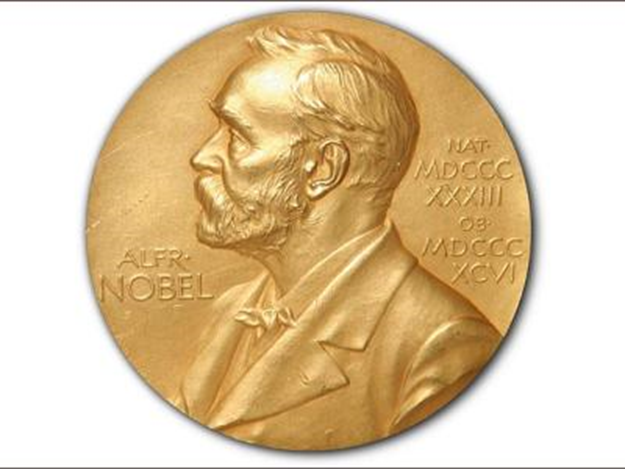 ALFR·
NOBEL
NAT·
MDCCC
XXXIII
OB·
MDCCC
XCVI